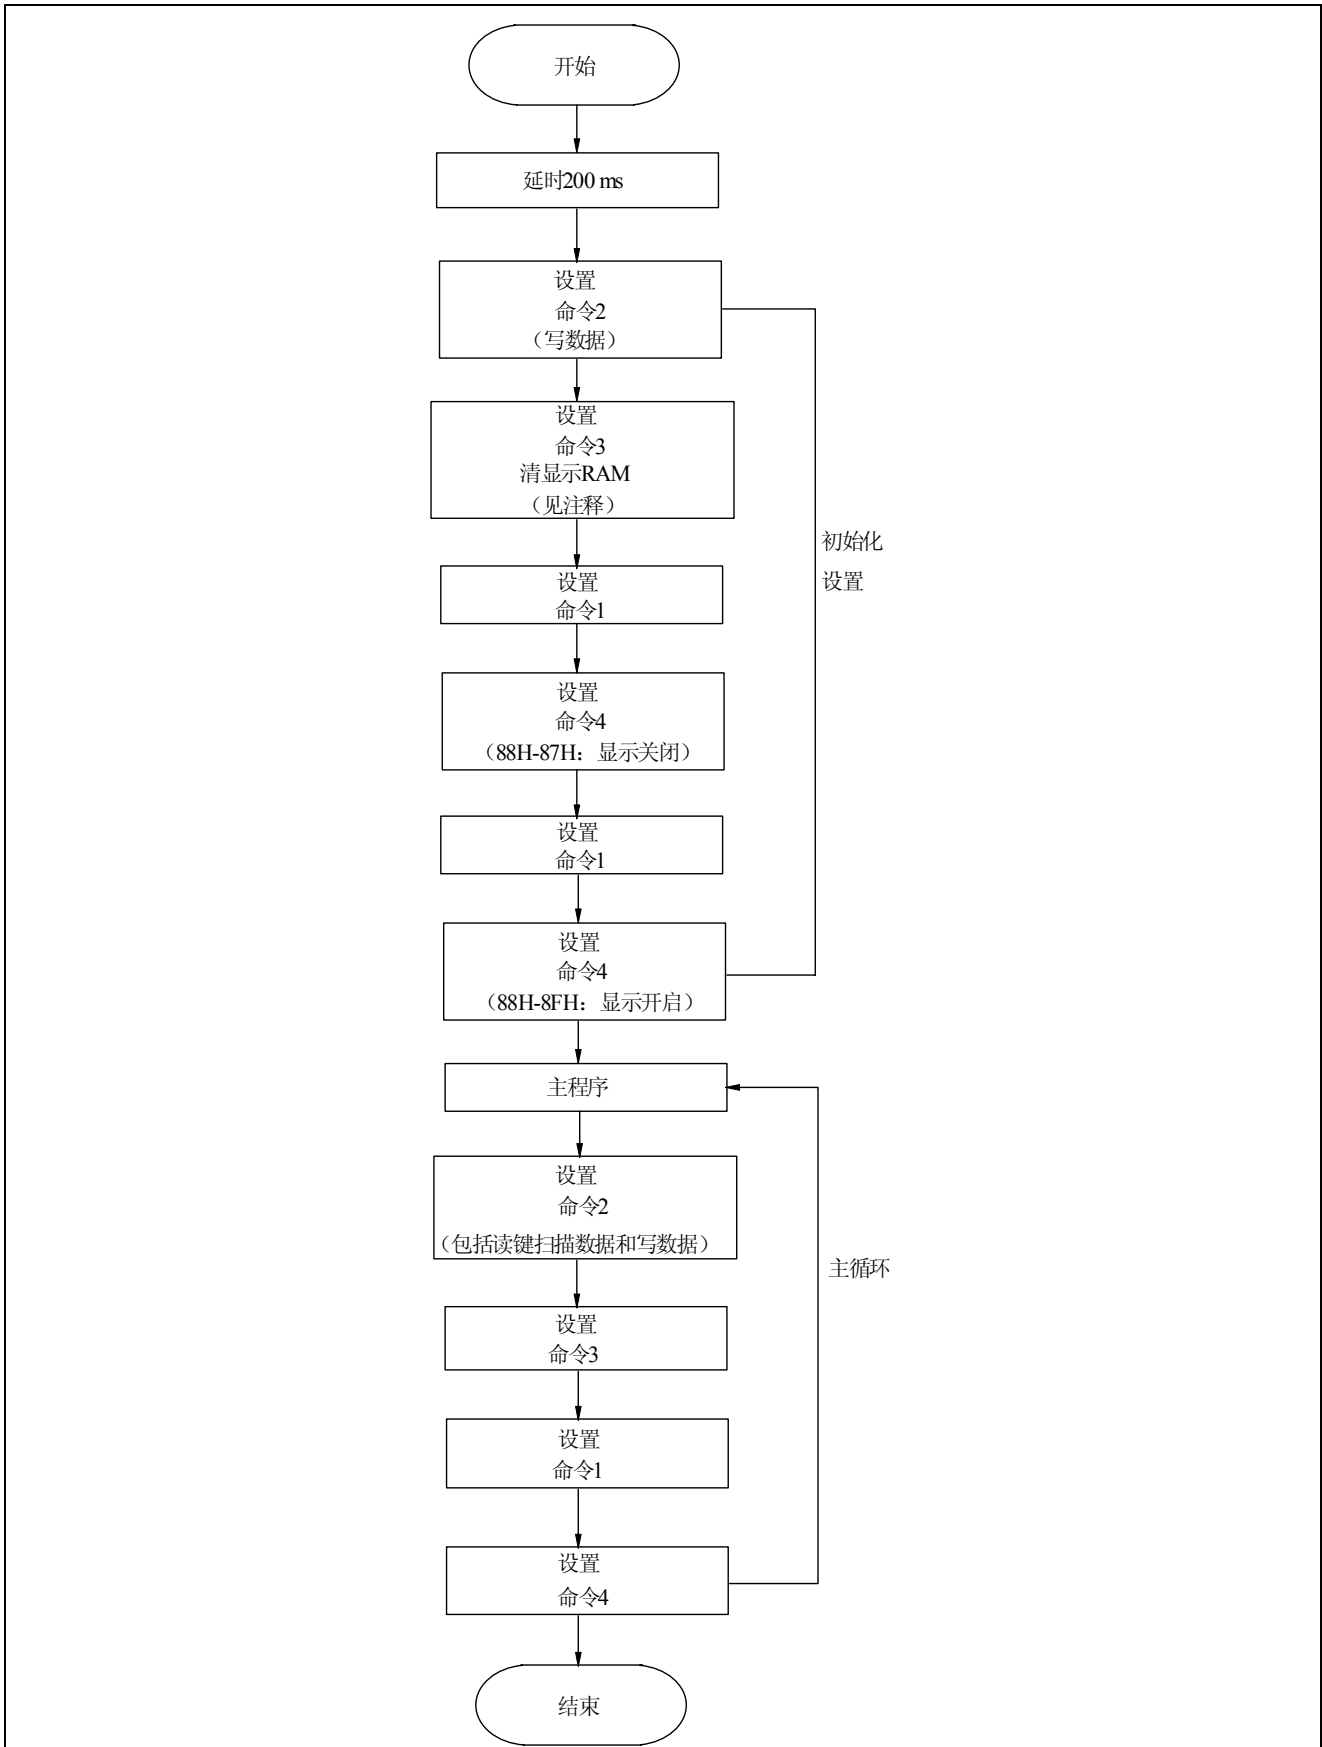 开始
延时200 ms
设置
命令2
（写数据）
设置
命令3
清显示RAM
（见注释）
初始化
设置
设置
命令1
设置
命令4
（88H-87H：显示关闭）
设置
命令1
设置
命令4
（88H-8FH：显示开启）
主程序
设置
命令2
（包括读键扫描数据和写数据）
主循环
设置
命令3
设置
命令1
设置
命令4
结束